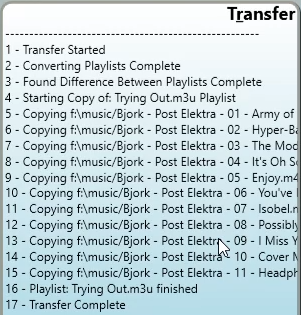 Transfer
1 - Transfer Started
2 - Converting Playlists Complete
3 - Found Difference Between Playlists Complete
4 - Starting Copy of: Trying Out.m3u Playlist
5 - Copying f:\music/Bjork - Post Elektra - 01 - Army of
6 - Copying f:\music/Bjork - Post Elektra - 02 - Hyper-Ba
7 - Copying f:\music/Bjork - Post Elektra - 03 - The Mod
8 - Copying f:\music/Bjork - Post Elektra - 04 - It's Oh S
9 - Copying f:\music/Bjork - Post Elektra - 05 - Enjoy.m4
10 - Copying f:\music/Bjork - Post Elektra - 06 - You've
11 - Copying f:\music/Bjork - Post Elektra - 07 - Isobel.m
12 - Copying f:\music/Bjork - Post Elektra - 08 - Possibly
13 - Copying f:\music/Bjork - Post Elektra - 09 - I Miss Y
14 - Copying f:\music/Bjork - Post Elektra - 10 - Cover M
15 - Copying f:\music/Bjork - Post Elektra - 11 - Headph
16 - Playlist: Trying Out.m3u finished
17 - Transfer Complete